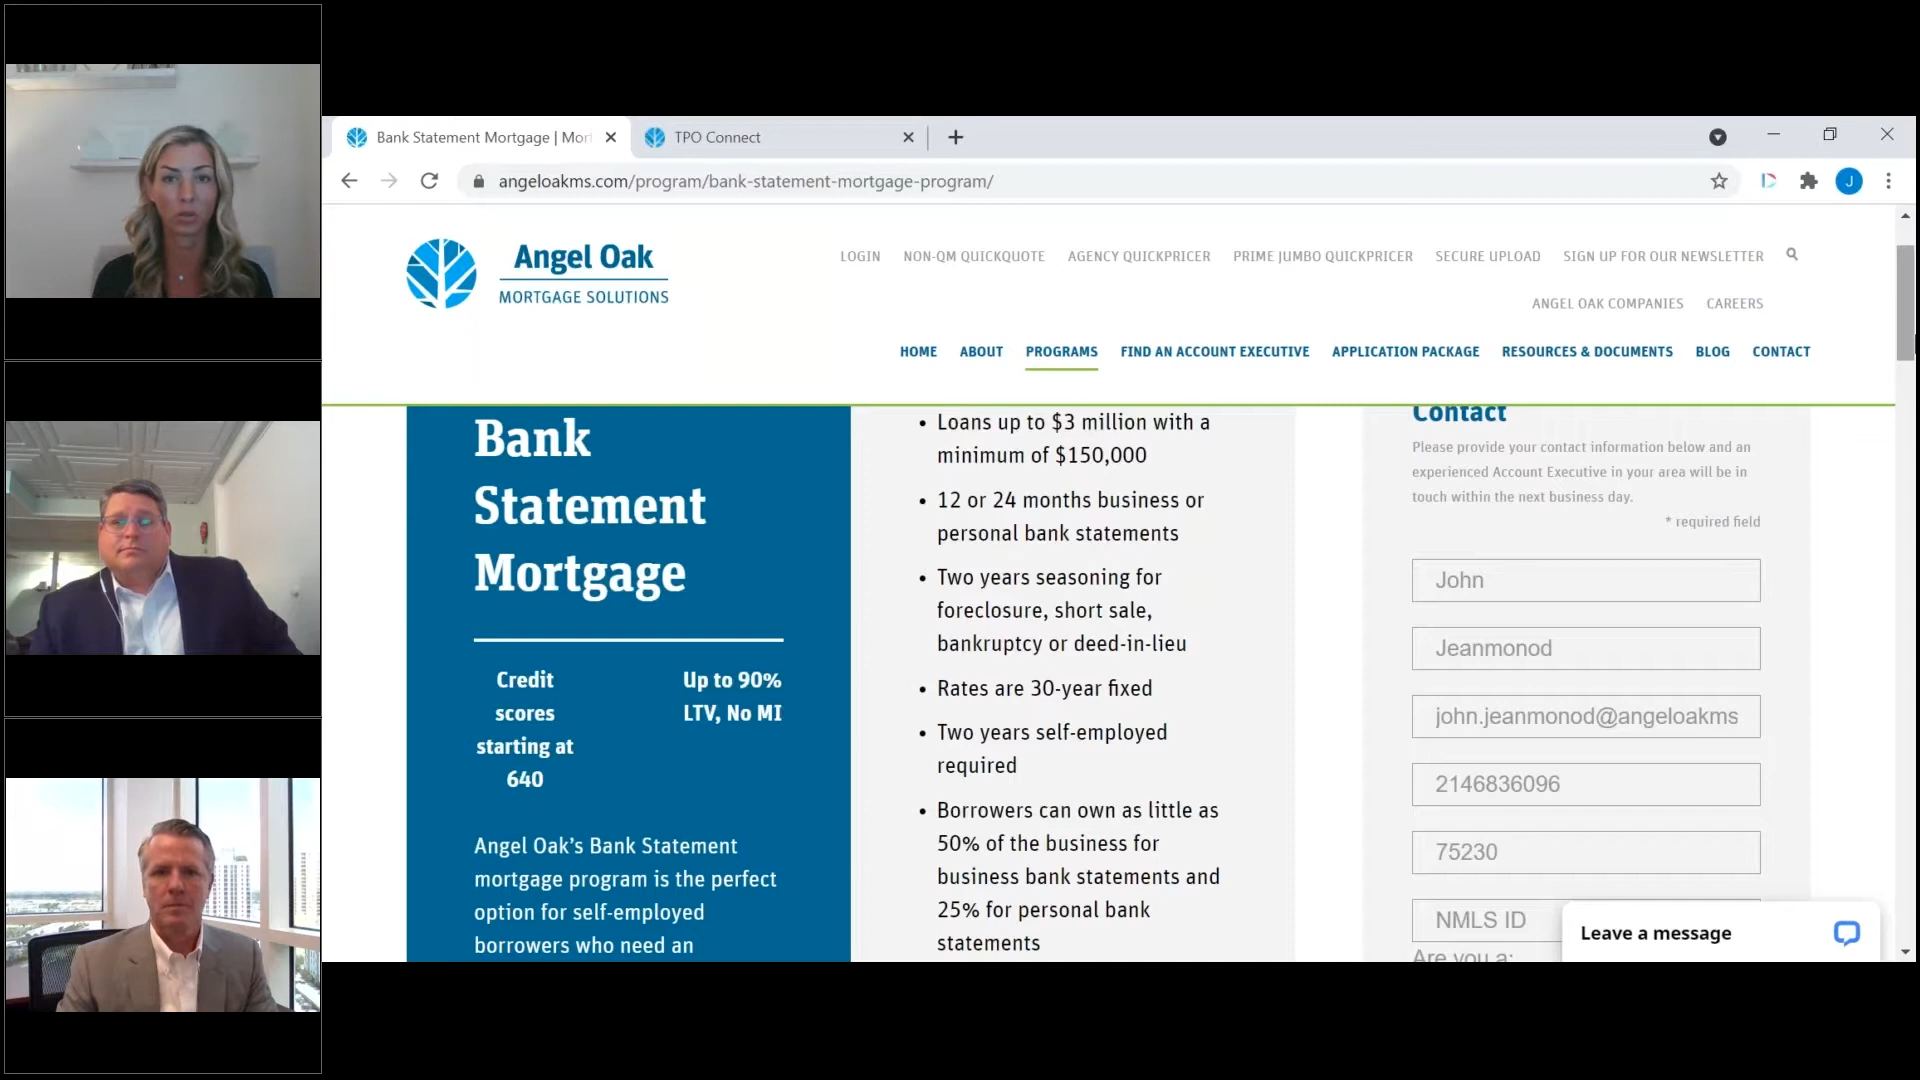 Bank Statement Mortgage | Mor
TPO Connect
angeloakms.com/program/bank-statement-mortgage-program/
J
Angel Oak
MORTGAGE SOLUTIONS
LOGIN
NON-QM QUICKQUOTE
AGENCY QUICKPRICER
PRIME JUMBO QUICKPRICER
SECURE UPLOAD
SIGN UP FOR OUR NEWSLETTER
ANGEL OAK COMPANIES
CAREERS
HOME
ABOUT
PROGRAMS
FIND AN ACCOUNT EXECUTIVE
APPLICATION PACKAGE
RESOURCES & DOCUMENTS
BLOG
CONTACT
Bank
Statement
Mortgage
Credit
scores
starting at
640
Up to 90%
LTV, No MI
Angel Oak’s Bank Statement
mortgage program is the perfect
option for self-employed
borrowers who need an
• Loans up to $3 million with a
minimum of $150,000
• 12 or 24 months business or
personal bank statements
• Two years seasoning for
foreclosure, short sale,
bankruptcy or deed-in-lieu
• Rates are 30-year fixed
• Two years self-employed
required
• Borrowers can own as little as
50% of the business for
business bank statements and
25% for personal bank
statements
Contact
Please provide your contact information below and an
experienced Account Executive in your area will be in
touch within the next business day.
* required field
John
Jeanmonod
john.jeanmonod@angeloakms
2146836096
75230
NMLS ID
Are you a:
Leave a message